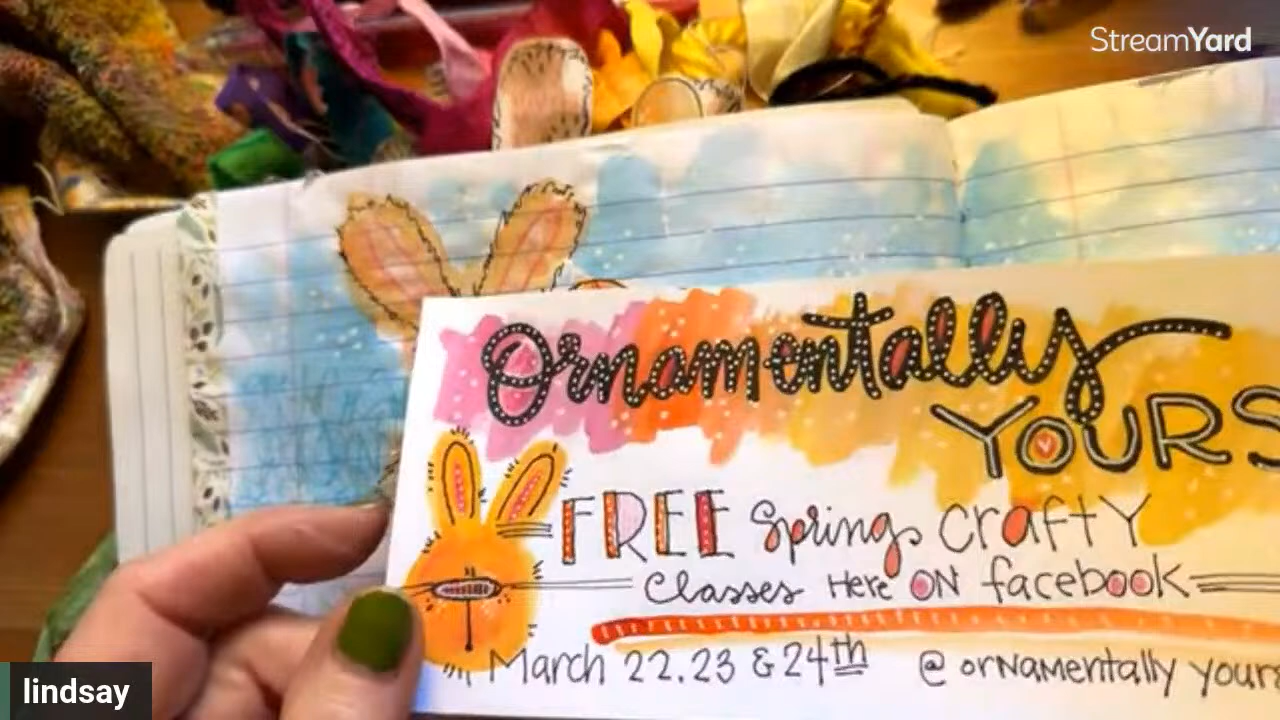 StreamYard
Ornamentally
YOURS
FREE Spring crafty
Classes Here ON facebook
March 22.23 & 24th @ ornamentally yours
lindsay